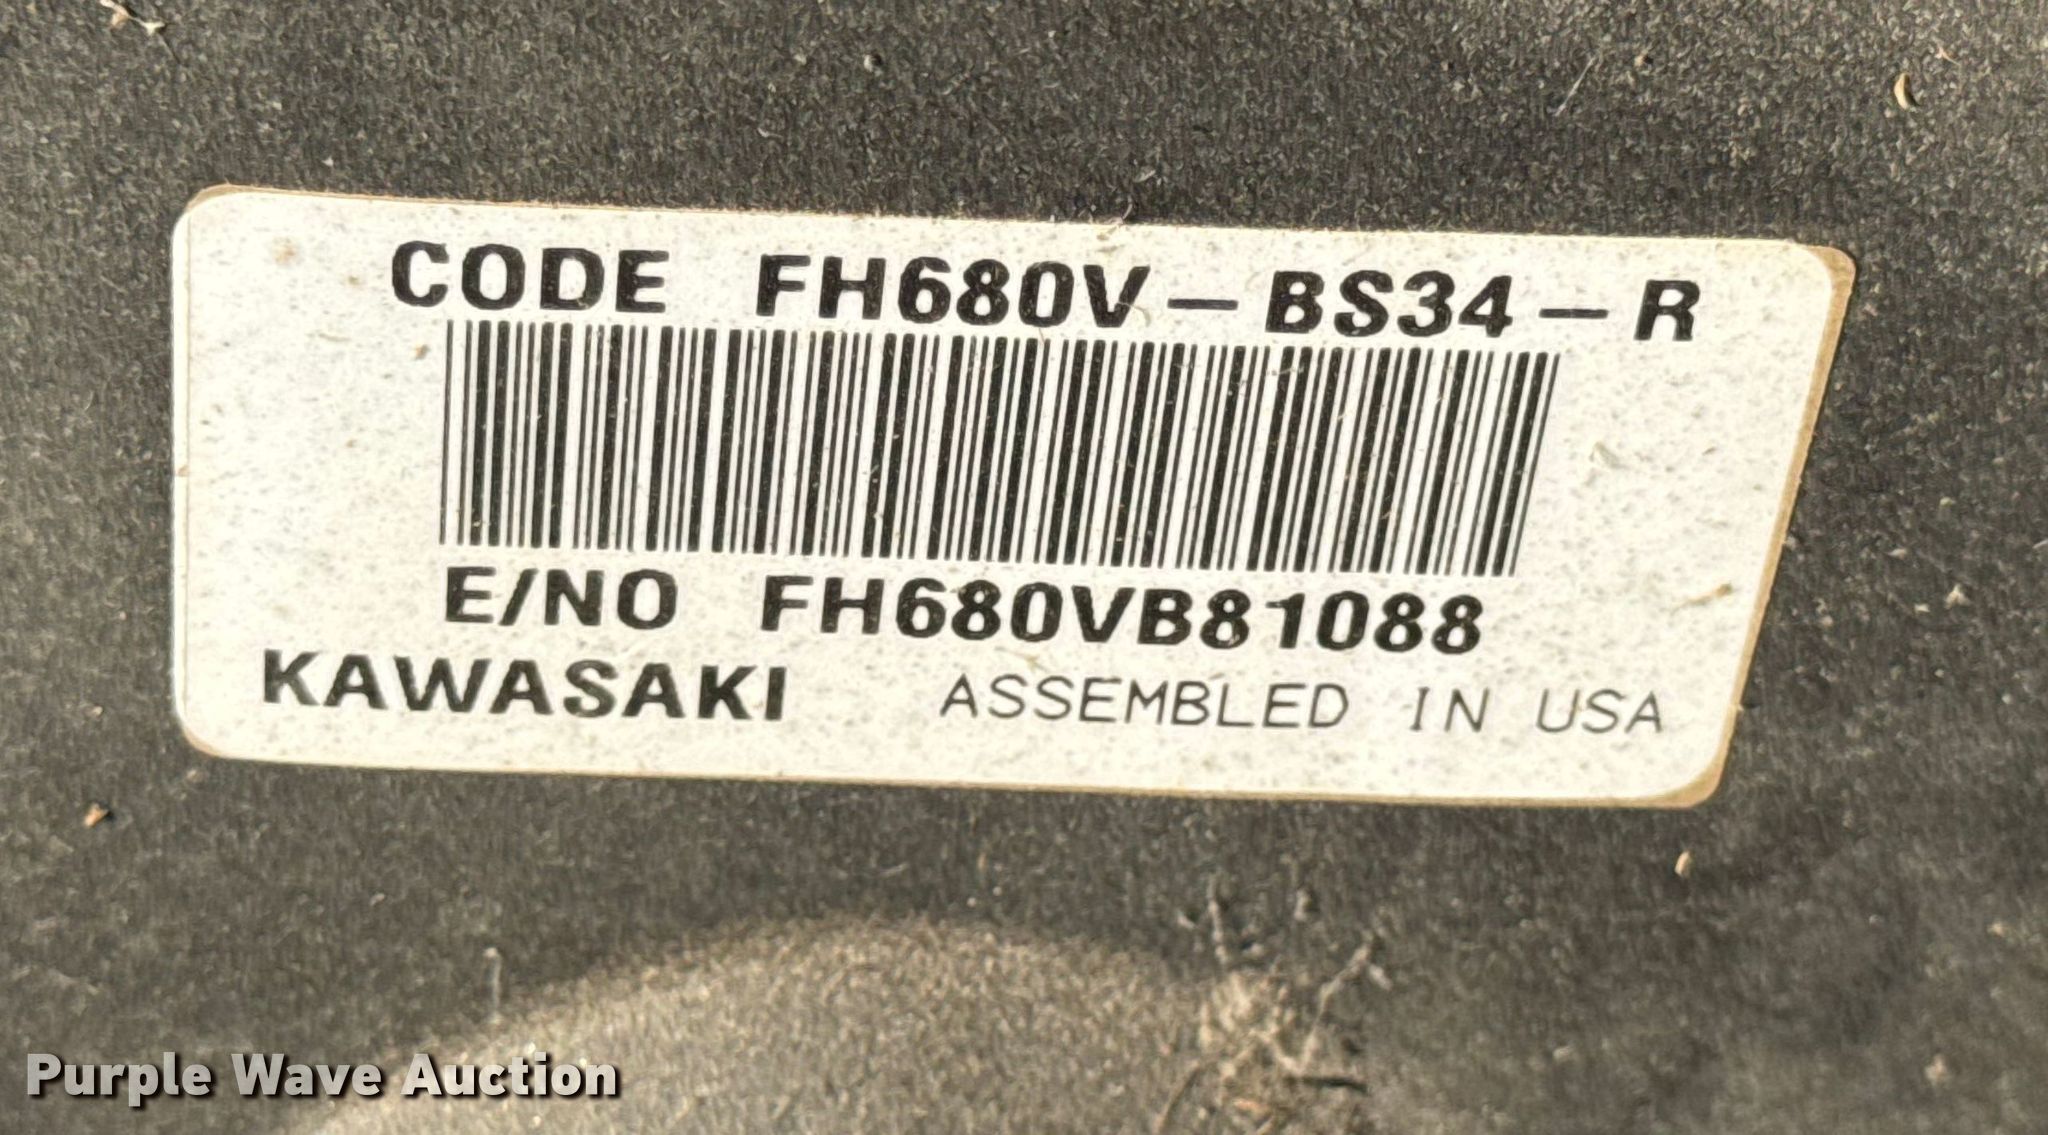 CODE FH680V-BS34-R
E/NO FH680VB81088
KAWASAKI ASSEMBLED IN USA
Purple Wave Auction